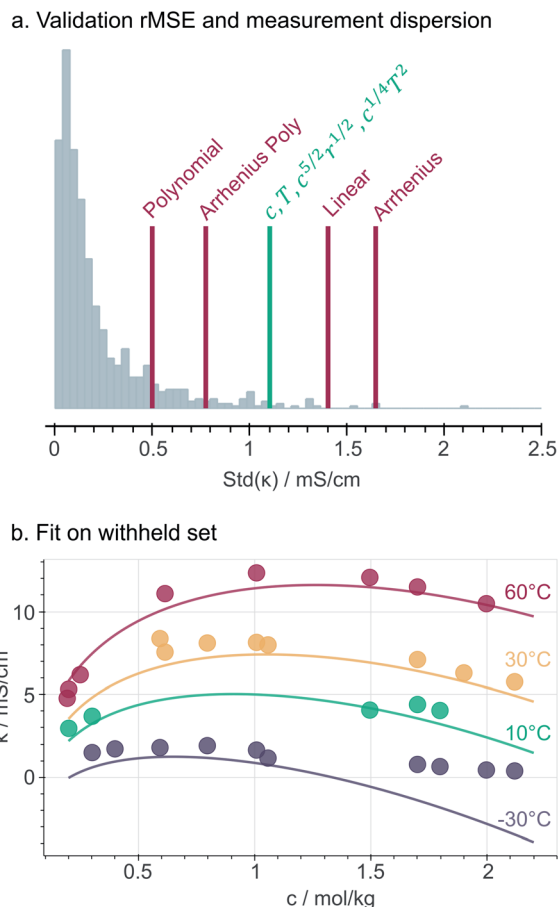 a. Validation rMSE and measurement dispersion
Polynomial
Arrhenius Poly
c, T, c^{5/2}r^{1/2}, c^{1/4}T^2
Linear
Arrhenius
0 0.5 1 1.5 2 2.5
Std(κ) / mS/cm
b. Fit on withheld set
60°C
10
30°C
5
10°C
0
-30°C
κ / mS/cm
0.5 1 1.5 2
c / mol/kg